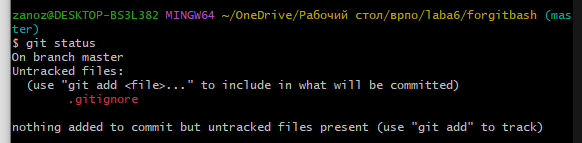 zanoz@DESKTOP-BS3L382 MINGW64 ~/OneDrive/Рабочий стол/врпо/laba6/forgitbash (mas
ter)
$ git status
On branch master
Untracked files:
  (use "git add <file>..." to include in what will be committed)
        .gitignore

nothing added to commit but untracked files present (use "git add" to track)